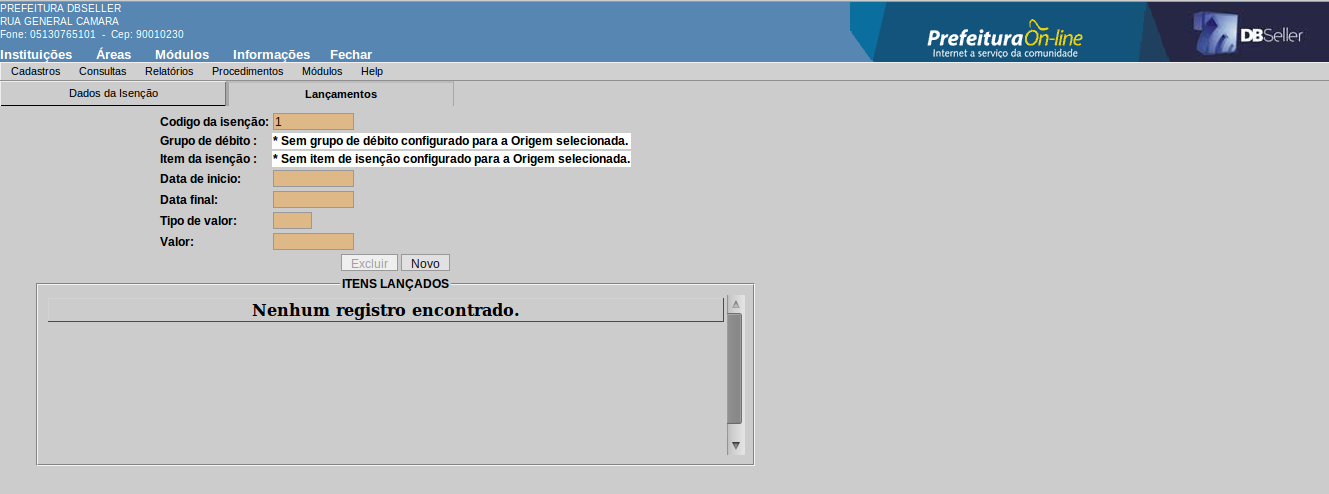 PREFEITURA DBSELLER
RUA GENERAL CAMARA
Fone: 05130765101 - Cep: 90010230
Prefeitura On-line
Internet a serviço da comunidade
DBSeller
Instituições Áreas Módulos Informações Fechar
Cadastros Consultas Relatórios Procedimentos Módulos Help
Dados da Isenção Lançamentos
Codigo da isenção: 1
Grupo de débito : * Sem grupo de débito configurado para a Origem selecionada.
Item da isenção : * Sem item de isenção configurado para a Origem selecionada.
Data de inicio:
Data final:
Tipo de valor:
Valor:
Excluir Novo
ITENS LANÇADOS
Nenhum registro encontrado.